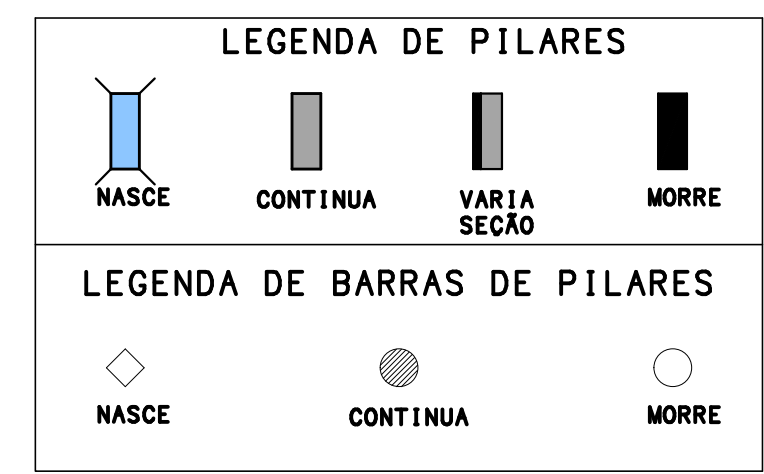 LEGENDA DE PILARES
NASCE
CONTINUA
VARIA
SEÇÃO
MORRE
LEGENDA DE BARRAS DE PILARES
NASCE
CONTINUA
MORRE